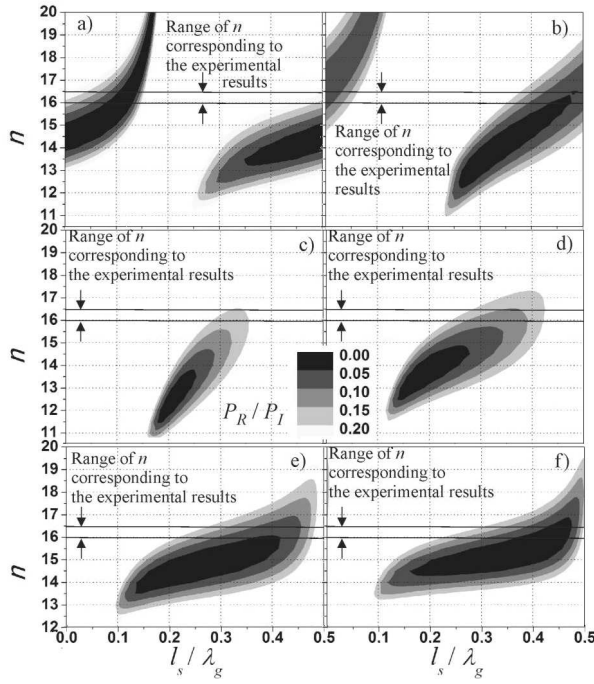 20
19
18
17
16
15
14
13
12
11
n
a)
Range of n
corresponding to
the experimental
results
b)
Range of n
corresponding to
the experimental
results
20
19
18
17
16
15
14
13
12
11
c)
Range of n
corresponding to
the experimental results
d)
Range of n
corresponding to
the experimental results
P_R / P_I
0.00
0.05
0,10
0.15
0.20
20
19
18
17
16
15
14
13
12
11
n
e)
Range of n
corresponding to
the experimental results
f)
Range of n
corresponding to
the experimental results
0.0 0.1 0.2 0.3 0.4 0.5 0.1 0.2 0.3 0.4 0.5
l_s / λ_g l_s / λ_g